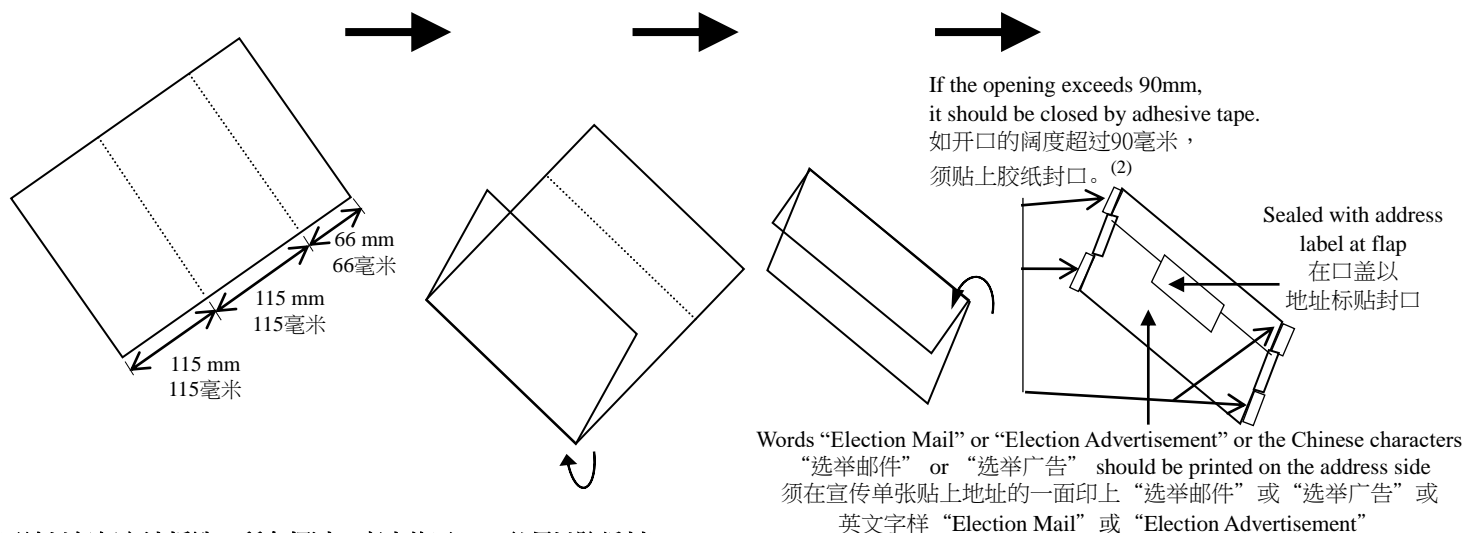 If the opening exceeds 90mm,
it should be closed by adhesive tape.
如开口的阔度超过90毫米，
须贴上胶纸封口。(2)
66 mm
66毫米
115 mm
115毫米
115 mm
115毫米
Sealed with address
label at flap
在口盖以
地址标贴封口
Words “Election Mail” or “Election Advertisement” or the Chinese characters
“选举邮件” or “选举广告” should be printed on the address side
须在宣传单张贴上地址的一面印上“选举邮件”或“选举广告”或
英文字样“Election Mail”或“Election Advertisement”